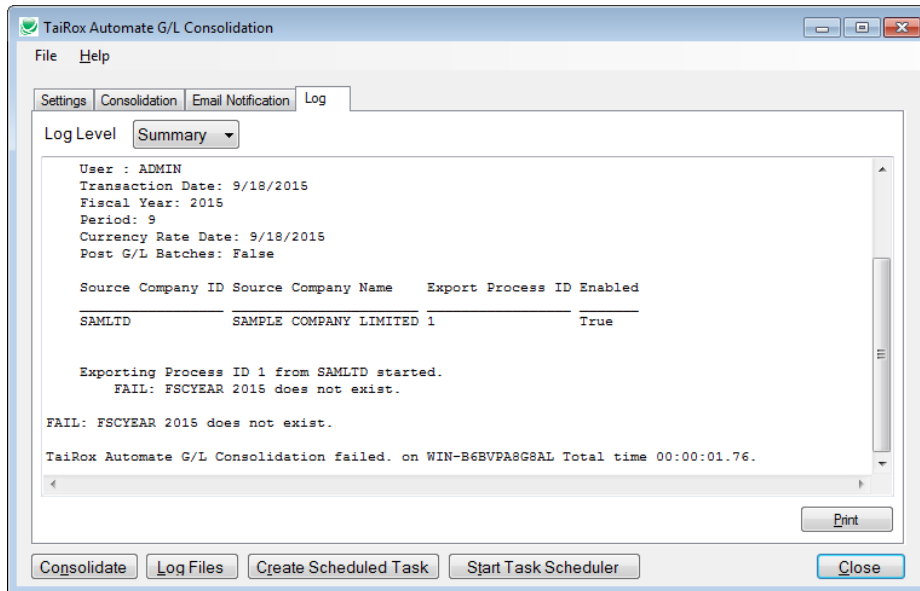 TaiRox Automate G/L Consolidation
File Help
Settings Consolidation Email Notification Log
Log Level Summary
User : ADMIN
Transaction Date: 9/18/2015
Fiscal Year: 2015
Period: 9
Currency Rate Date: 9/18/2015
Post G/L Batches: False
Source Company ID Source Company Name Export Process ID Enabled
SAMLTD SAMPLE COMPANY LIMITED 1 True
Exporting Process ID 1 from SAMLTD started.
FAIL: FSCYEAR 2015 does not exist.
FAIL: FSCYEAR 2015 does not exist.
TaiRox Automate G/L Consolidation failed. on WIN-B6BVPA8G8AL Total time 00:00:01.76.
Print
Consolidate Log Files Create Scheduled Task Start Task Scheduler Close